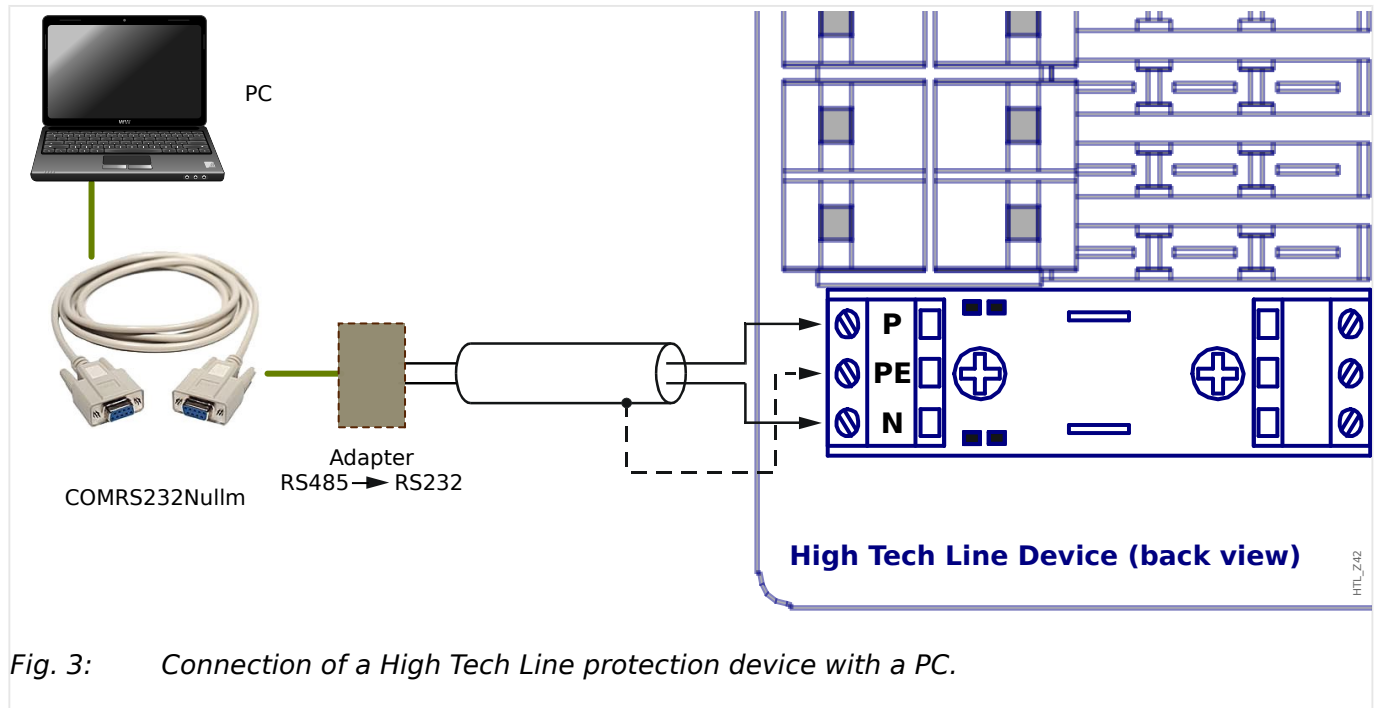 PC
P
PE
N
Adapter
RS485 → RS232
COMRS232Nullm
High Tech Line Device (back view)
HTL_Z42
Fig. 3: Connection of a High Tech Line protection device with a PC.